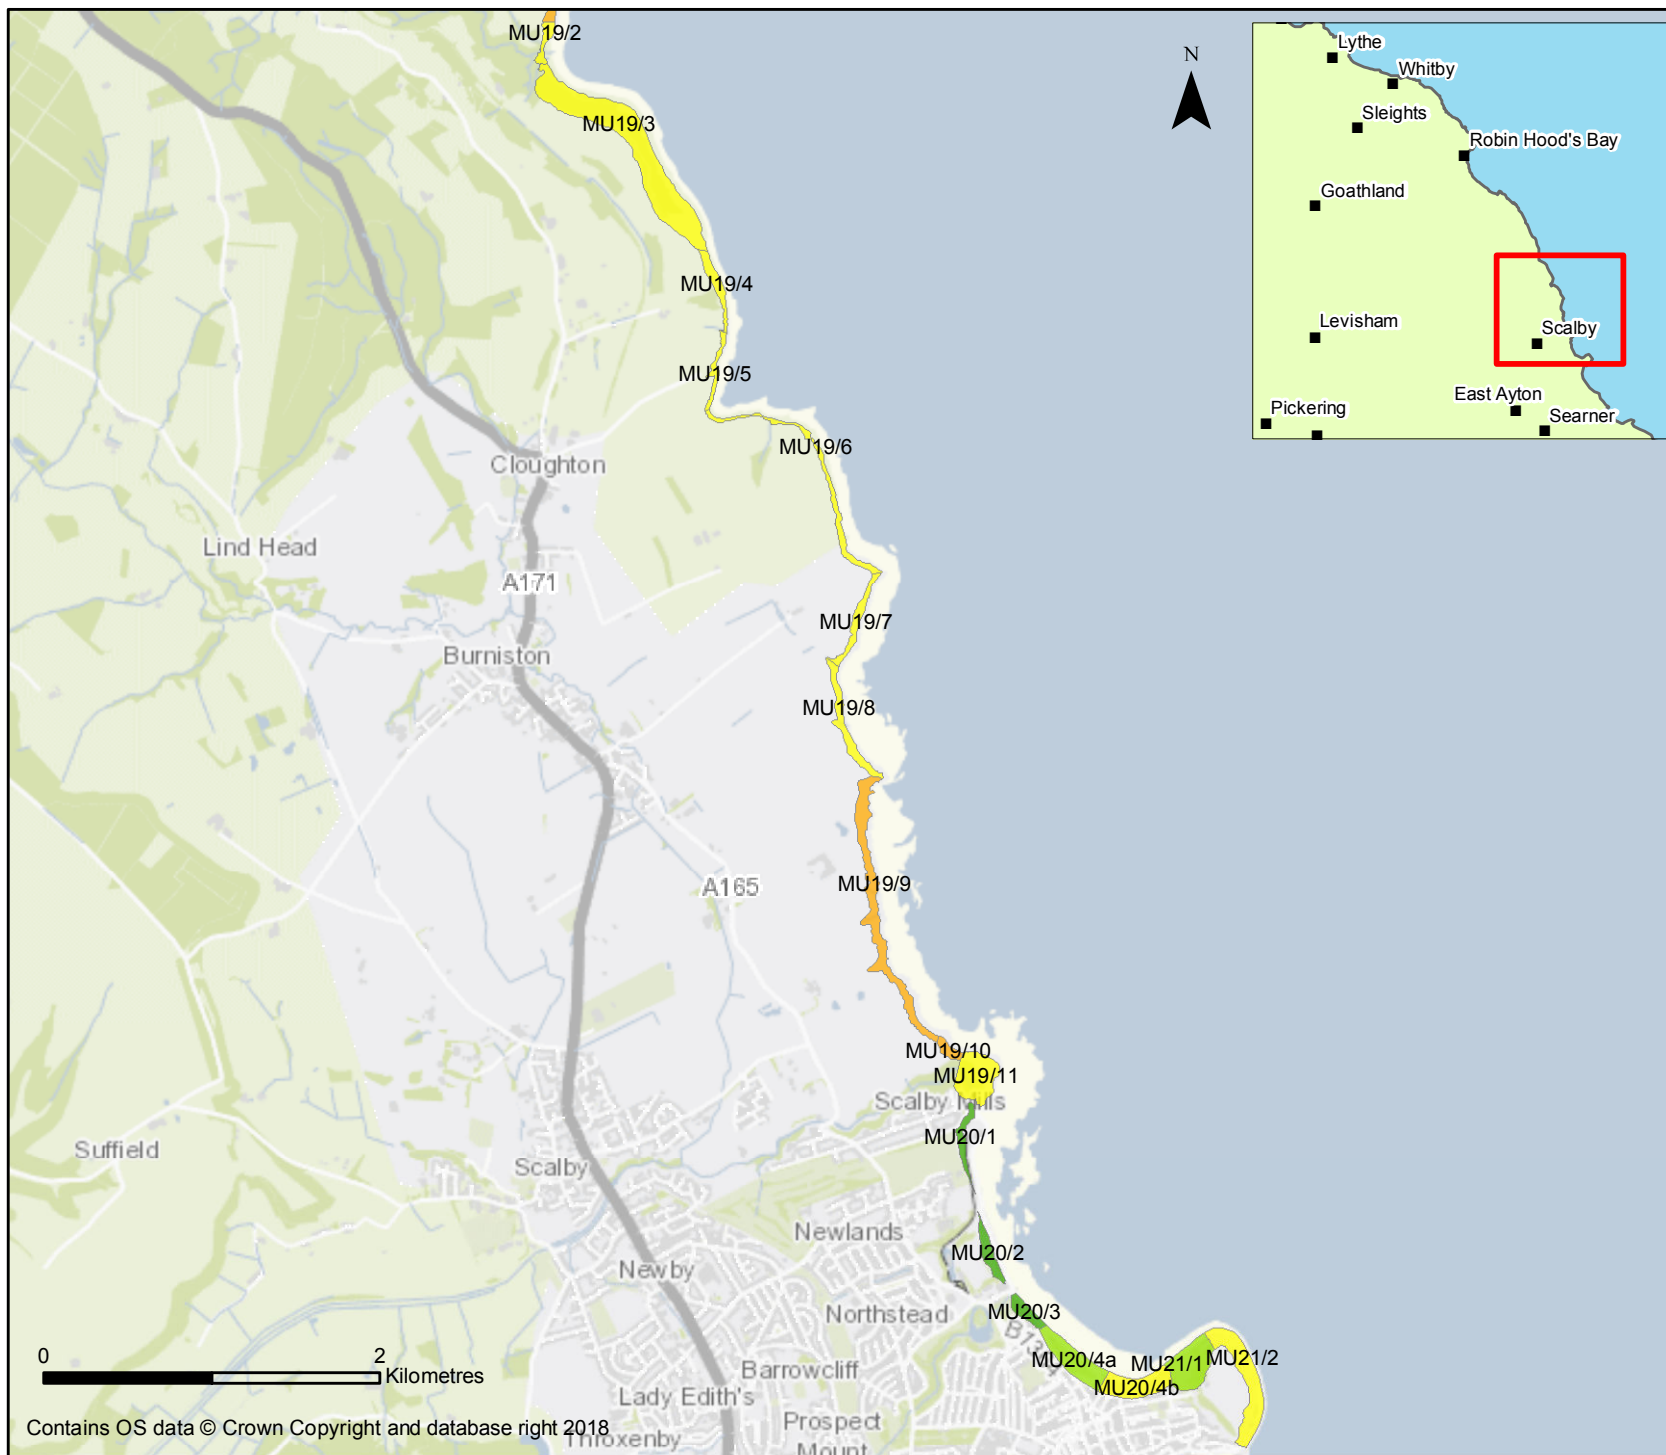 MU19/2
MU19/3
MU19/4
MU19/5
MU19/6
Cloughton
Lind Head
A171
MU19/7
Burniston
MU19/8
MU19/9
A165
MU19/10
MU19/11
Scalby Mills
MU20/1
Suffield
Scalby
Newlands
MU20/2
Newby
Northstead
MU20/3
MU20/4a
MU21/1
MU21/2
MU20/4b
Barrowcliff
Lady Edith's
Prospect
Mount
Throxenby
0
2
Kilometres
Contains OS data © Crown Copyright and database right 2018
N
Lythe
Whitby
Sleights
Robin Hood's Bay
Goathland
Levisham
Scalby
East Ayton
Pickering
Searner